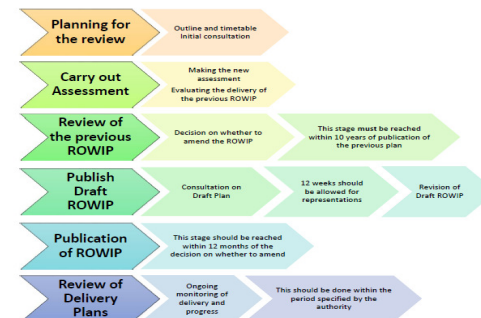 Planning for
the review
Outline and timetable
Initial consultation
Carry out
Assessment
Making the new
assessment
Evaluating the delivery of
the previous ROWIP
Review of
the previous
ROWIP
Decision on whether to
amend the ROWIP
This stage must be reached
within 10 years of publication of
the previous plan
Publish
Draft
ROWIP
Consultation on
Draft Plan
12 weeks should
be allowed for
representations
Revision of
Draft ROWIP
Publication
of ROWIP
This stage should be reached
within 12 months of the
decision on whether to amend
Review of
Delivery
Plans
Ongoing
monitoring of
delivery and
progress
This should be done within the
period specified by the
authority